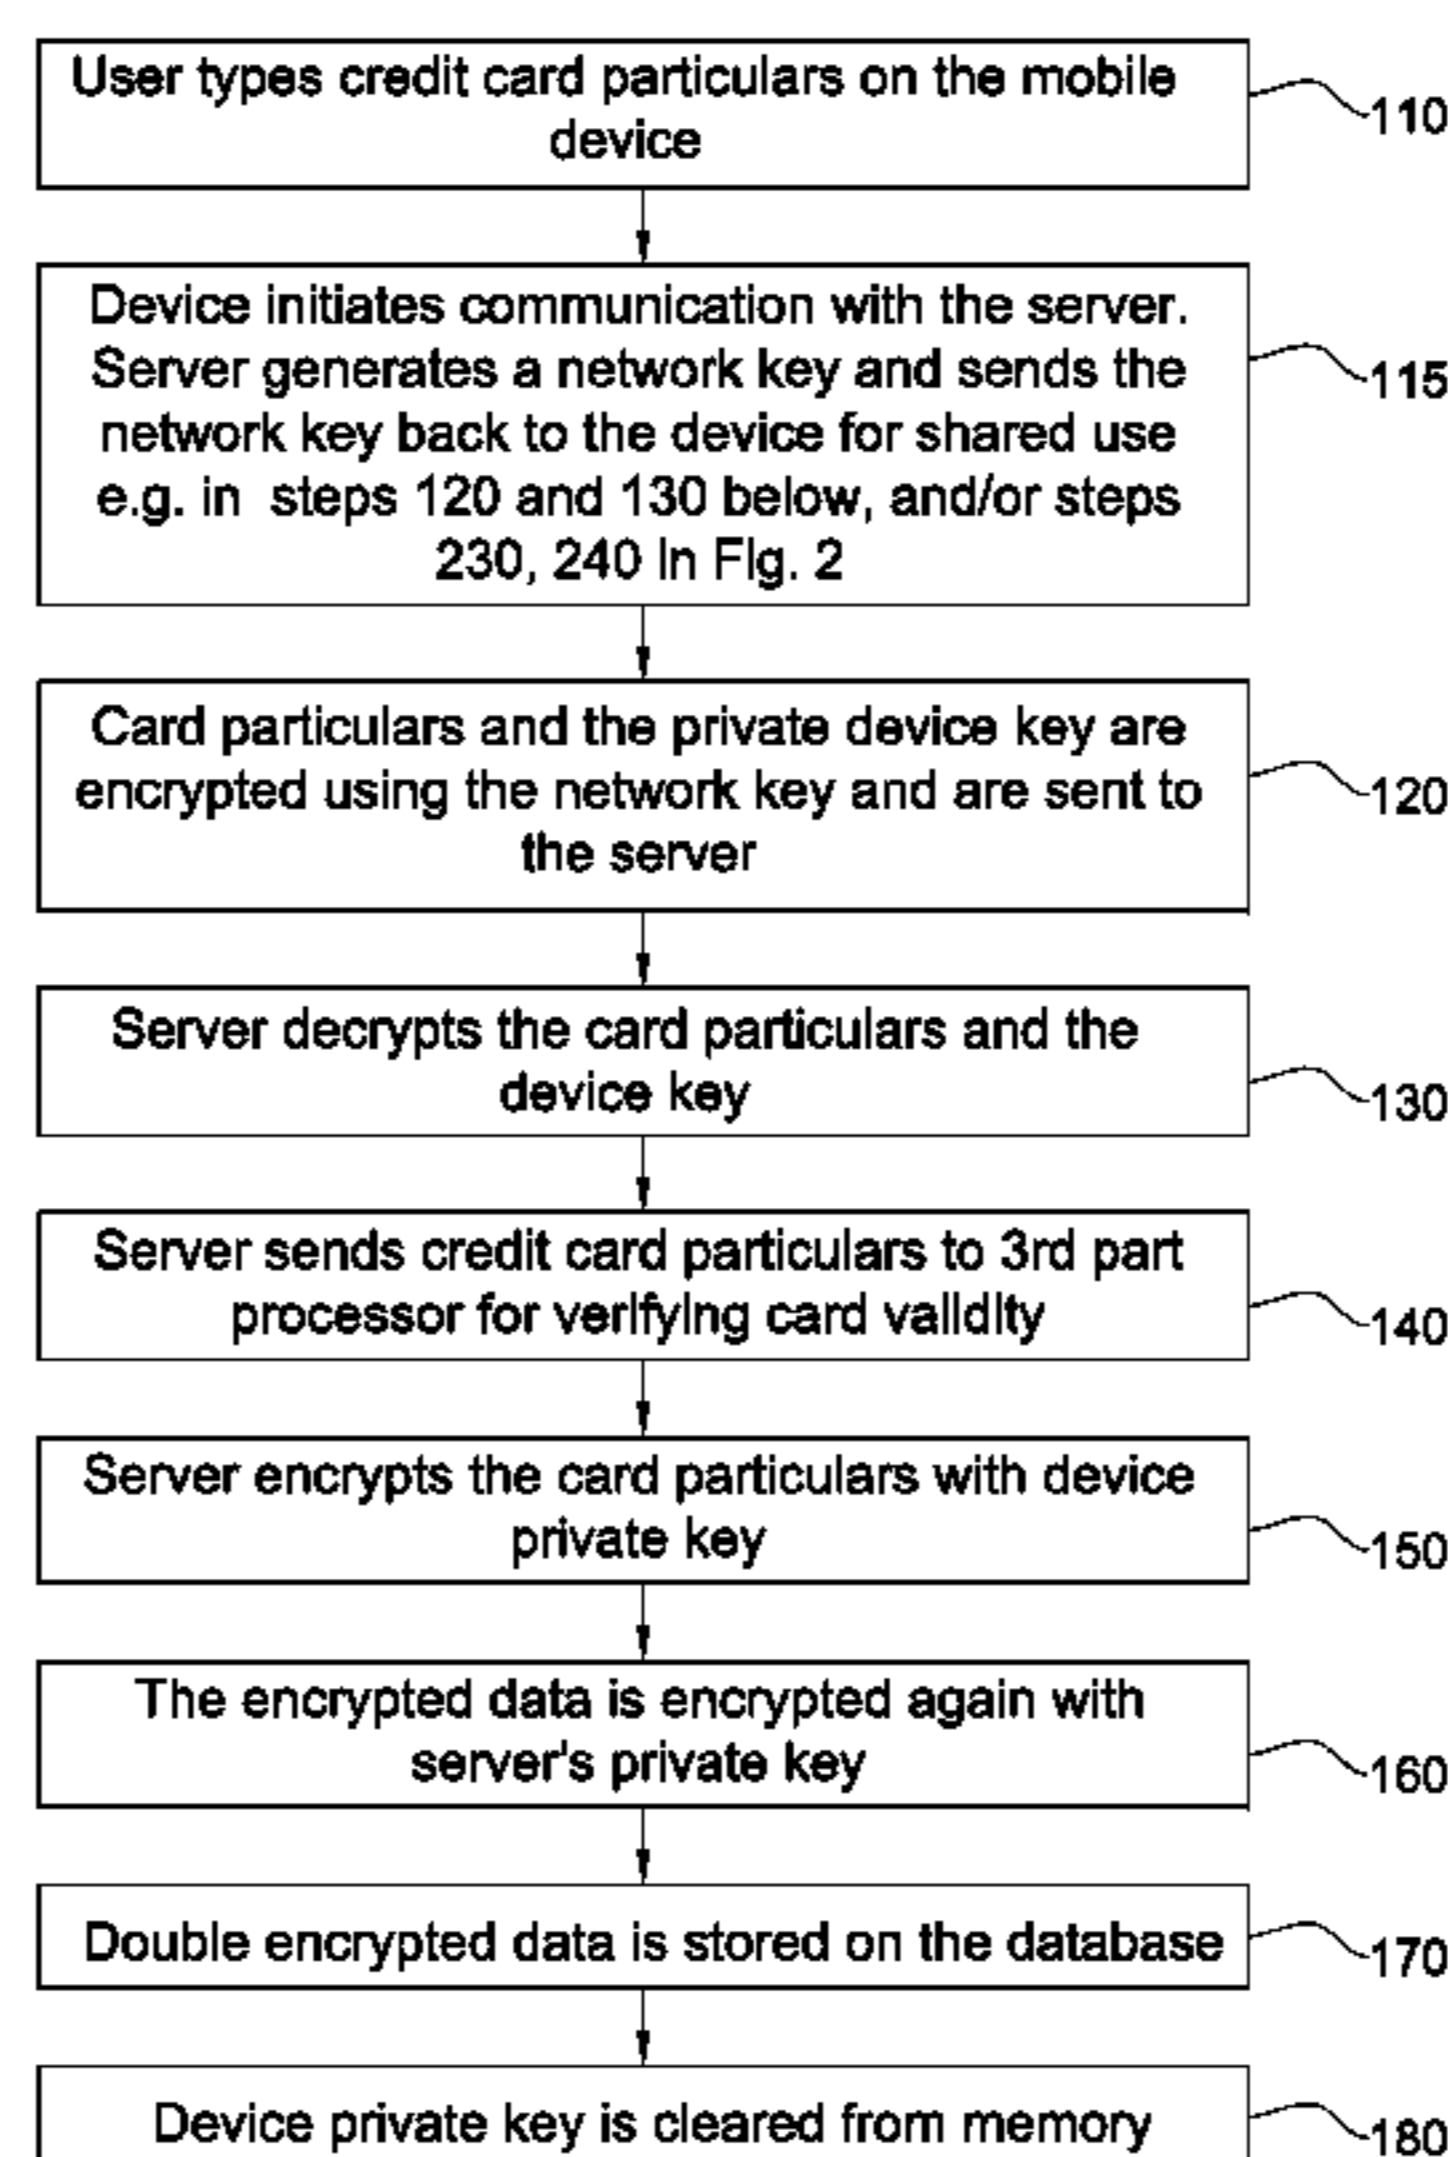 User types credit card particulars on the mobile
device
110
Device initiates communication with the server.
Server generates a network key and sends the
network key back to the device for shared use
e.g. in steps 120 and 130 below, and/or steps
230, 240 in Fig. 2
115
Card particulars and the private device key are
encrypted using the network key and are sent to
the server
120
Server decrypts the card particulars and the
device key
130
Server sends credit card particulars to 3rd part
processor for verifying card validity
140
Server encrypts the card particulars with device
private key
150
The encrypted data is encrypted again with
server's private key
160
Double encrypted data is stored on the database
170
Device private key is cleared from memory
180